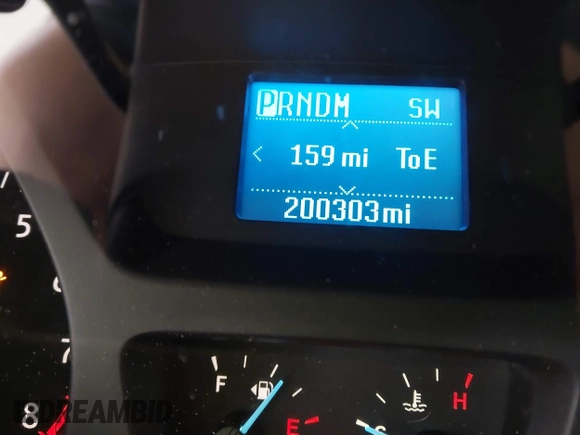 PRNDM SW
< 159 mi ToE
200303mi
5
6
7
8
F
E
H
C
DREAMBID